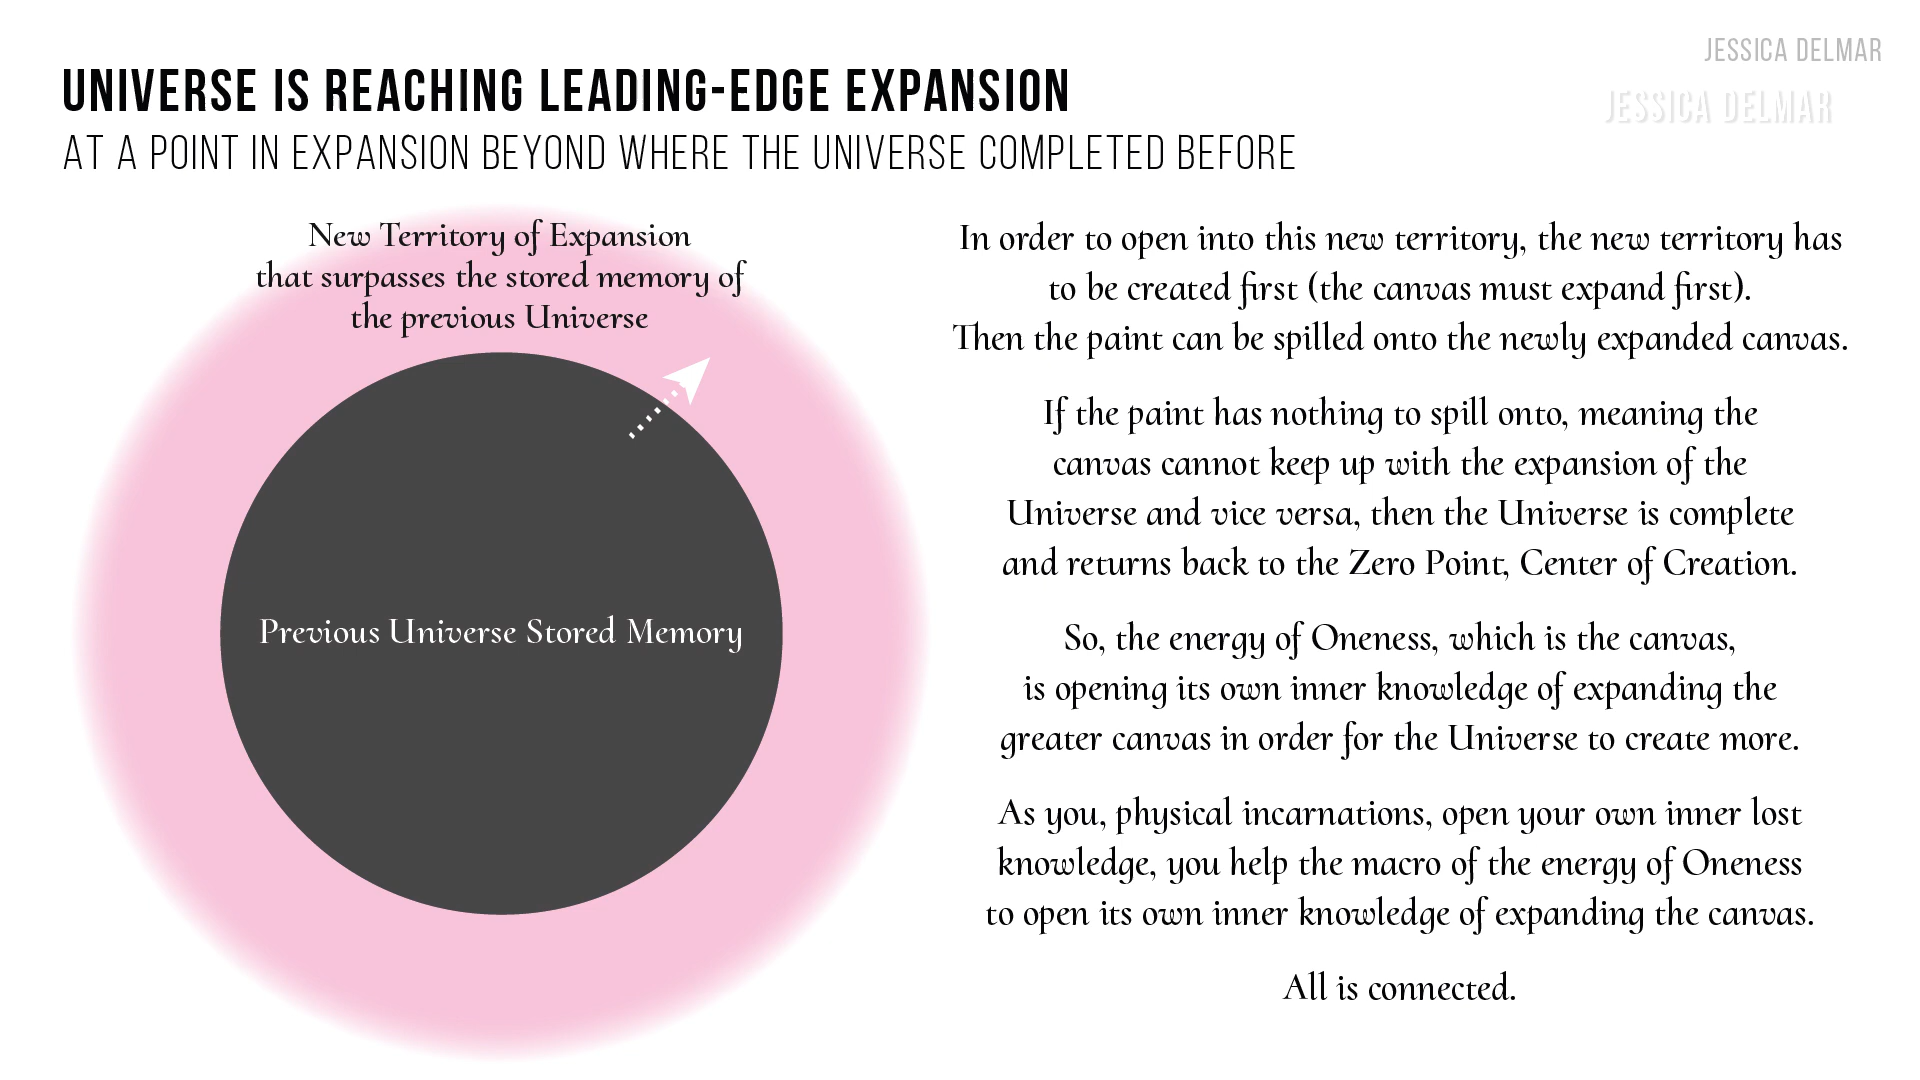 JESSICA DELMAR
JESSICA DELMAR
UNIVERSE IS REACHING LEADING-EDGE EXPANSION
AT A POINT IN EXPANSION BEYOND WHERE THE UNIVERSE COMPLETED BEFORE
New Territory of Expansion
that surpasses the stored memory of
the previous Universe
Previous Universe Stored Memory
In order to open into this new territory, the new territory has
to be created first (the canvas must expand first).
Then the paint can be spilled onto the newly expanded canvas.
If the paint has nothing to spill onto, meaning the
canvas cannot keep up with the expansion of the
Universe and vice versa, then the Universe is complete
and returns back to the Zero Point, Center of Creation.
So, the energy of Oneness, which is the canvas,
is opening its own inner knowledge of expanding the
greater canvas in order for the Universe to create more.
As you, physical incarnations, open your own inner lost
knowledge, you help the macro of the energy of Oneness
to open its own inner knowledge of expanding the canvas.
All is connected.